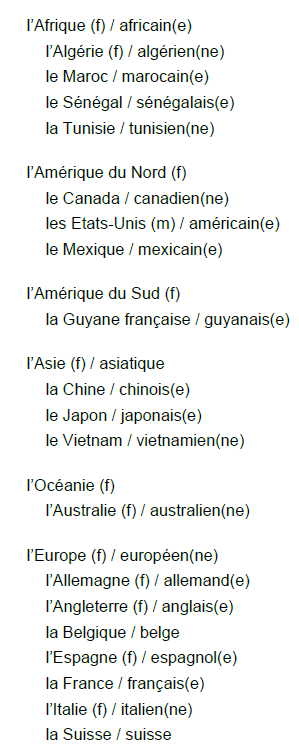 l'Afrique (f) / africain(e)
l'Algérie (f) / algérien(ne)
le Maroc / marocain(e)
le Sénégal / sénégalais(e)
la Tunisie / tunisien(ne)
l'Amérique du Nord (f)
le Canada / canadien(ne)
les Etats-Unis (m) / américain(e)
le Mexique / mexicain(e)
l'Amérique du Sud (f)
la Guyane française / guyanais(e)
l'Asie (f) / asiatique
la Chine / chinois(e)
le Japon / japonais(e)
le Vietnam / vietnamien(ne)
l'Océanie (f)
l'Australie (f) / australien(ne)
l'Europe (f) / européen(ne)
l'Allemagne (f) / allemand(e)
l'Angleterre (f) / anglais(e)
la Belgique / belge
l'Espagne (f) / espagnol(e)
la France / français(e)
l'Italie (f) / italien(ne)
la Suisse / suisse